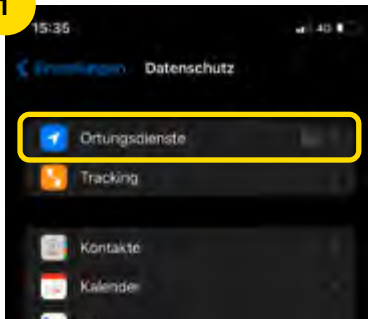 1
15:35 4G
Einstellungen Datenschutz
Ortungsdienste
Tracking
Kontakte
Kalender